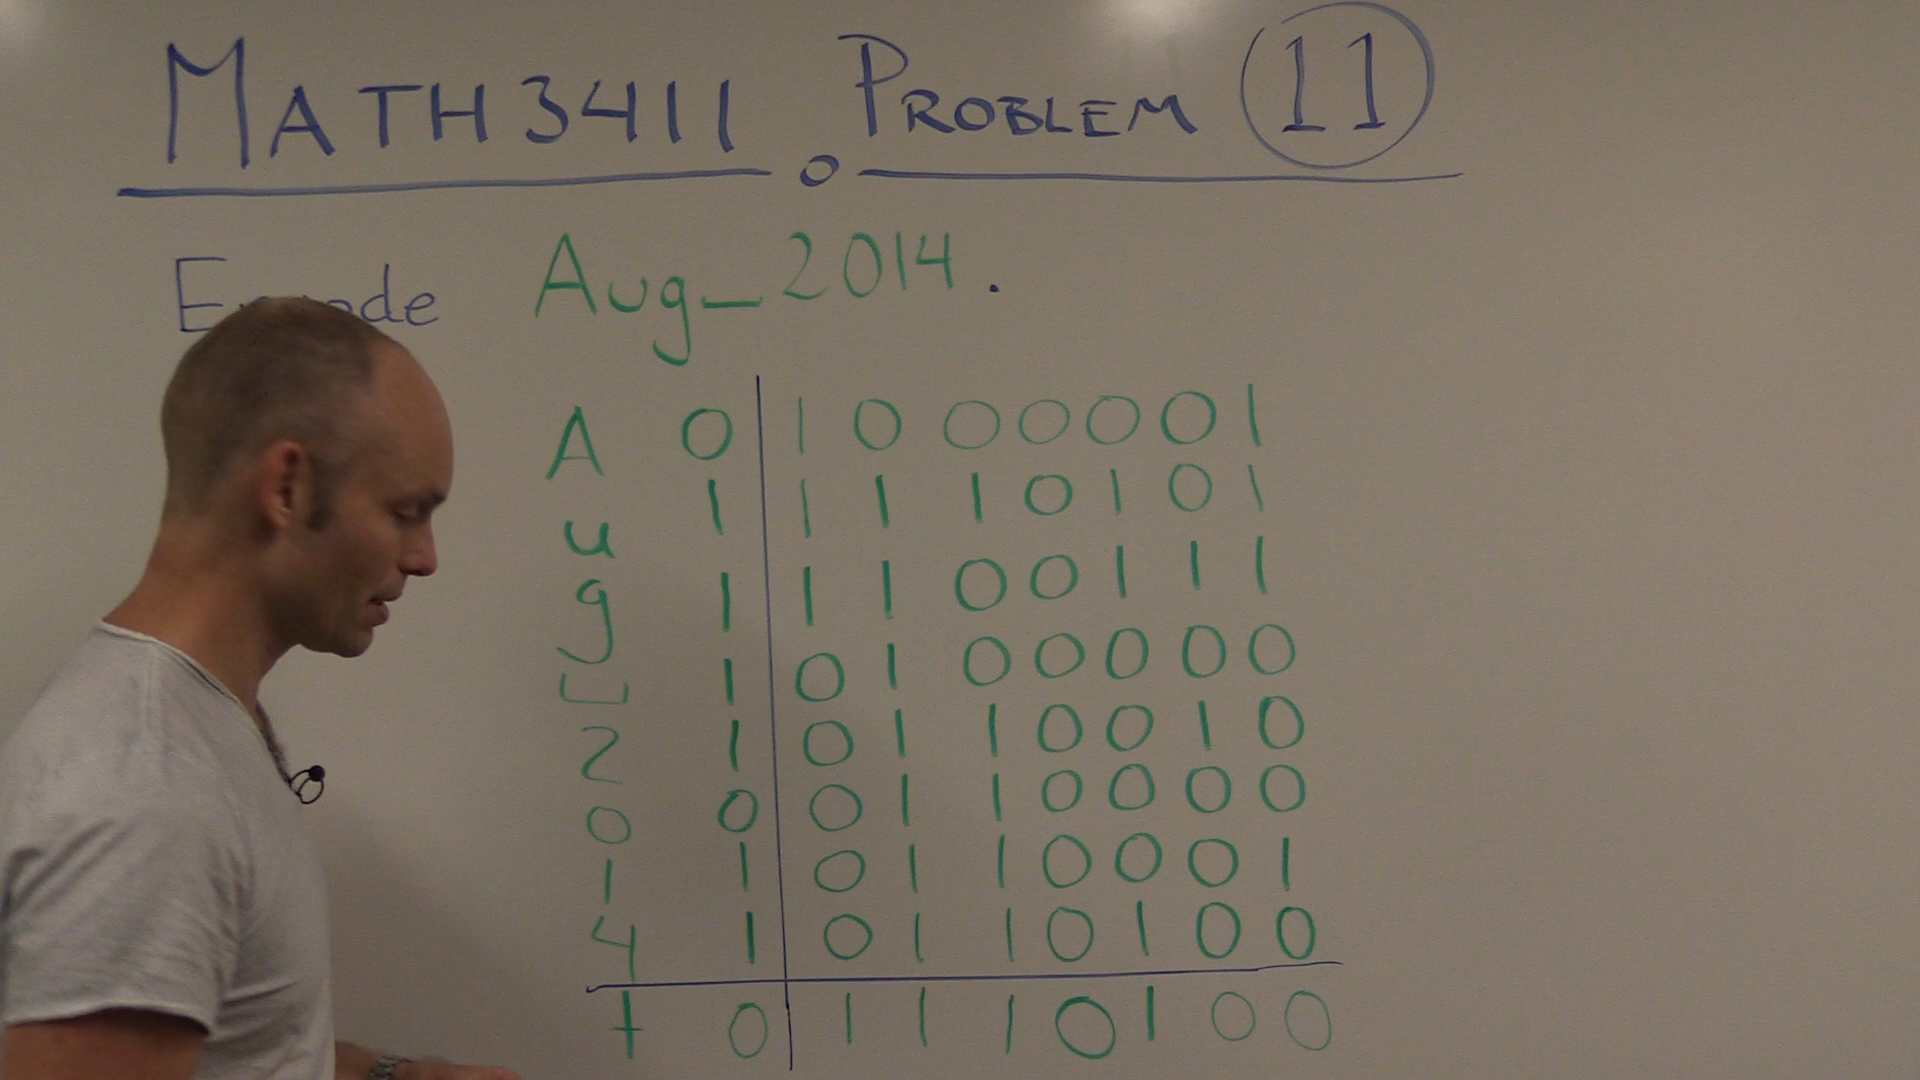 MATH3411 PROBLEM 11
Aug_2014.
A 0 1 0 0 0 0 0 1
u 1 1 1 1 0 1 0 1
g 1 1 1 0 0 1 1 1
␣ 1 0 1 0 0 0 0 0
2 1 0 1 1 0 0 1 0
0 0 0 1 1 0 0 0 0
1 1 0 1 1 0 0 0 1
4 1 0 1 1 0 1 0 0
t 0 1 1 1 0 1 0 0